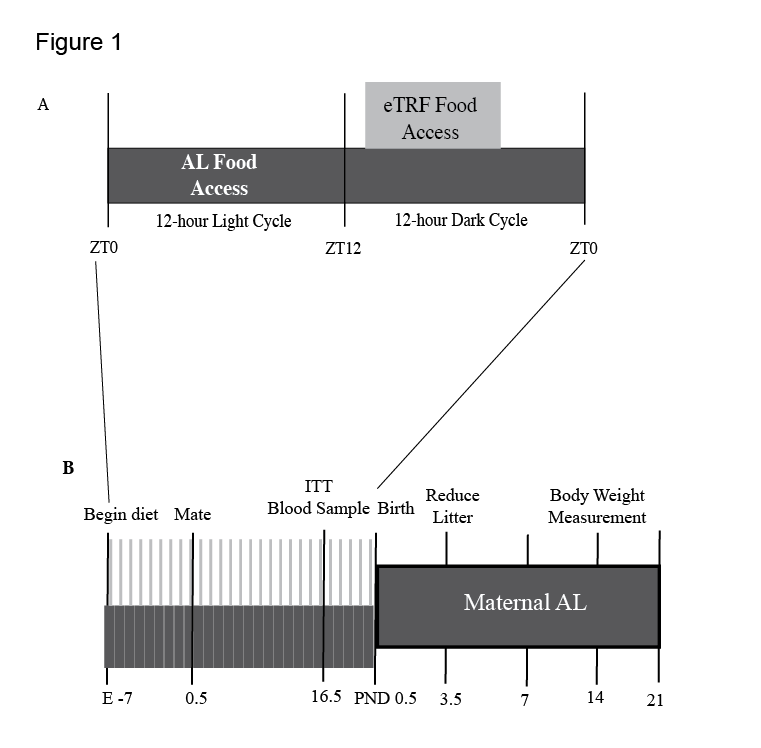 Figure 1
A
eTRF Food
Access
AL Food
Access
12-hour Light Cycle
12-hour Dark Cycle
ZT0
ZT12
ZT0
B
ITT
Blood Sample
Begin diet
Mate
Birth
Reduce
Litter
Body Weight
Measurement
Maternal AL
E -7
0.5
16.5
PND 0.5
3.5
7
14
21